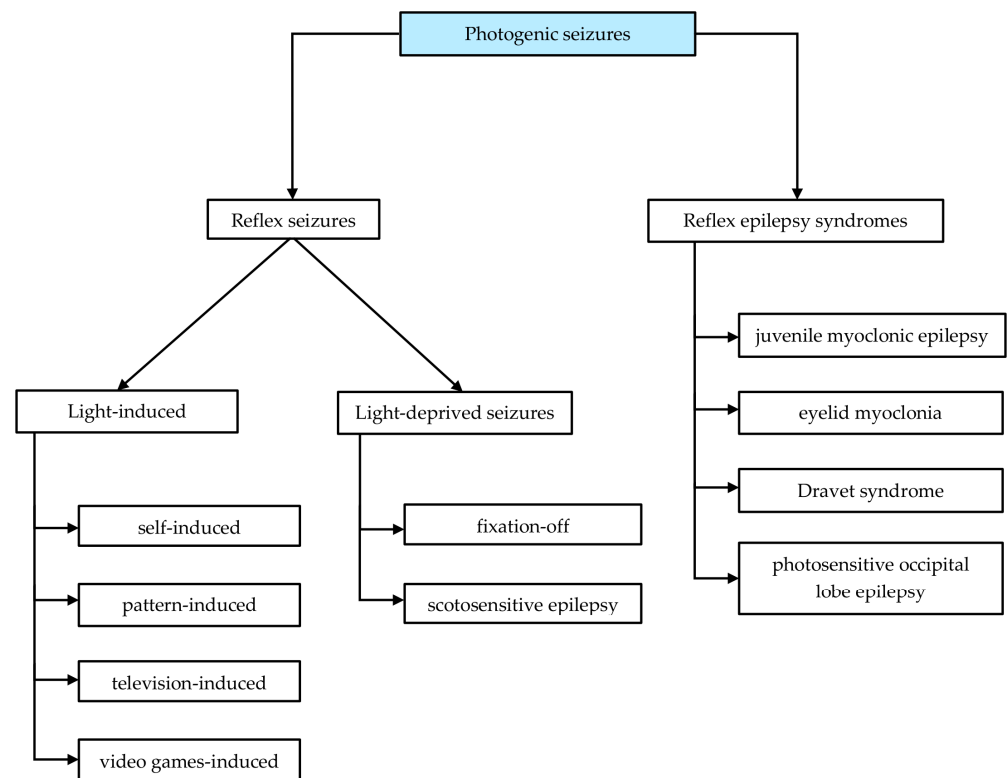 Photogenic seizures
Reflex seizures
Reflex epilepsy syndromes
juvenile myoclonic epilepsy
Light-induced
Light-deprived seizures
eyelid myoclonia
Dravet syndrome
self-induced
fixation-off
photosensitive occipital
lobe epilepsy
pattern-induced
scotosensitive epilepsy
television-induced
video games-induced